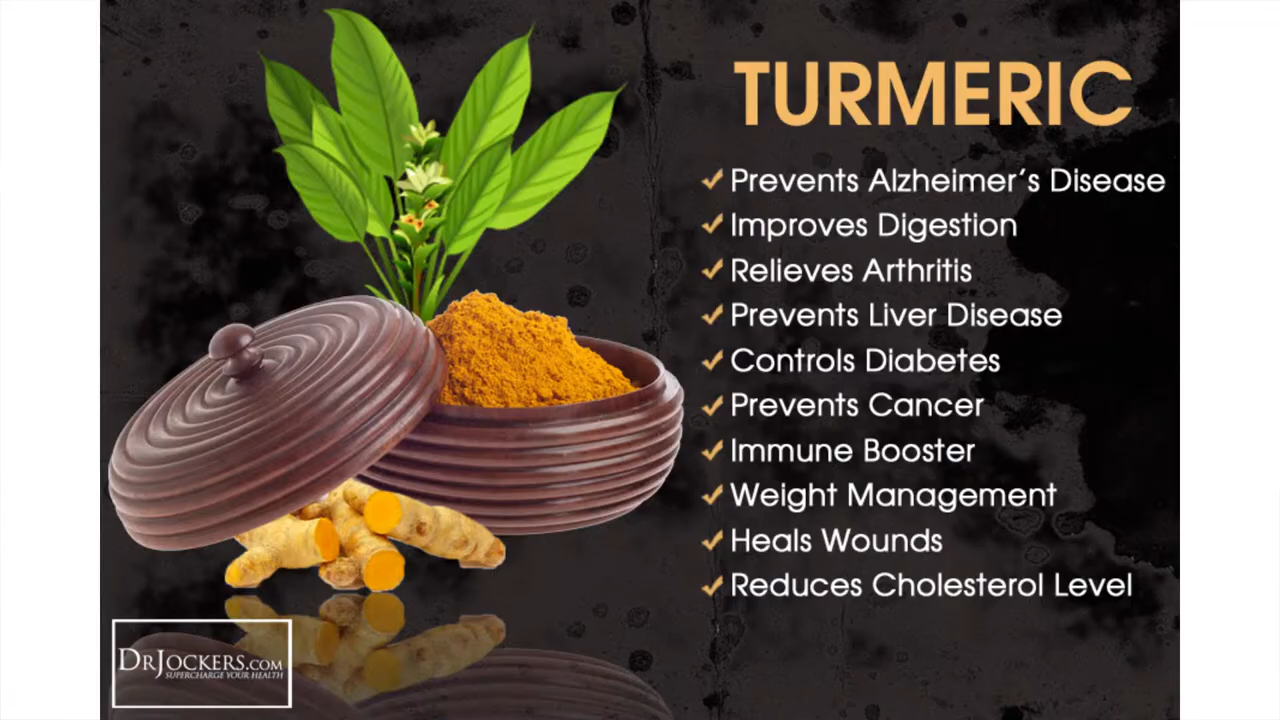 TURMERIC
Prevents Alzheimer's Disease
Improves Digestion
Relieves Arthritis
Prevents Liver Disease
Controls Diabetes
Prevents Cancer
Immune Booster
Weight Management
Heals Wounds
Reduces Cholesterol Level
DRJOCKERS.COM
SUPERCHARGE YOUR HEALTH